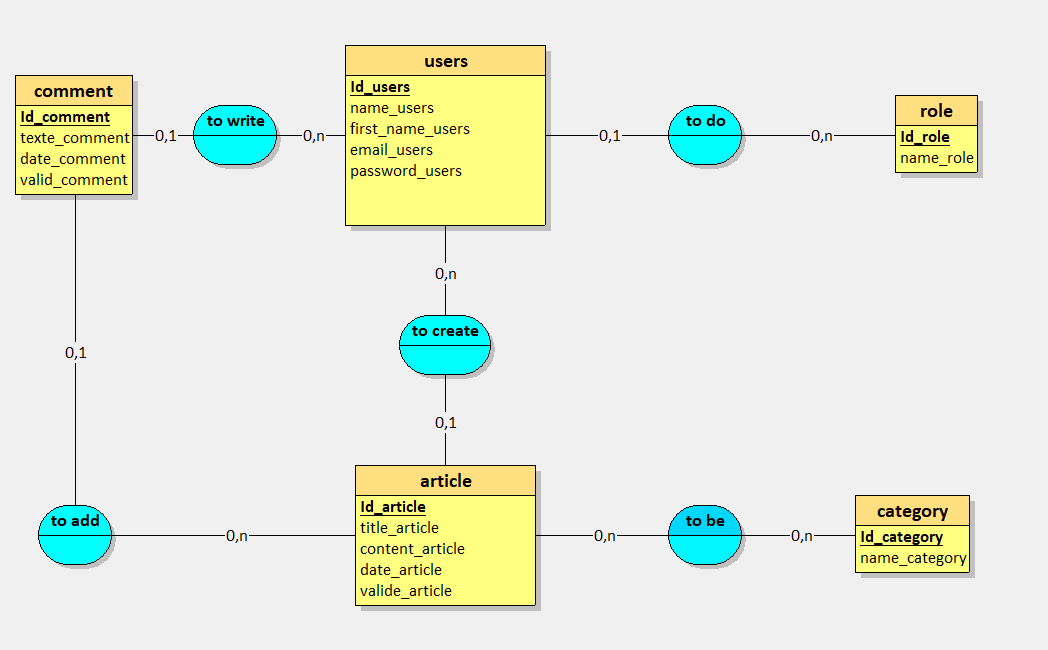 users
Id_users
name_users
first_name_users
email_users
password_users
comment
Id_comment
texte_comment
date_comment
valid_comment
0,1
to write
0,n
0,1
to do
0,n
role
Id_role
name_role
0,n
to create
0,1
0,1
to add
0,n
article
Id_article
title_article
content_article
date_article
valide_article
0,n
to be
0,n
category
Id_category
name_category